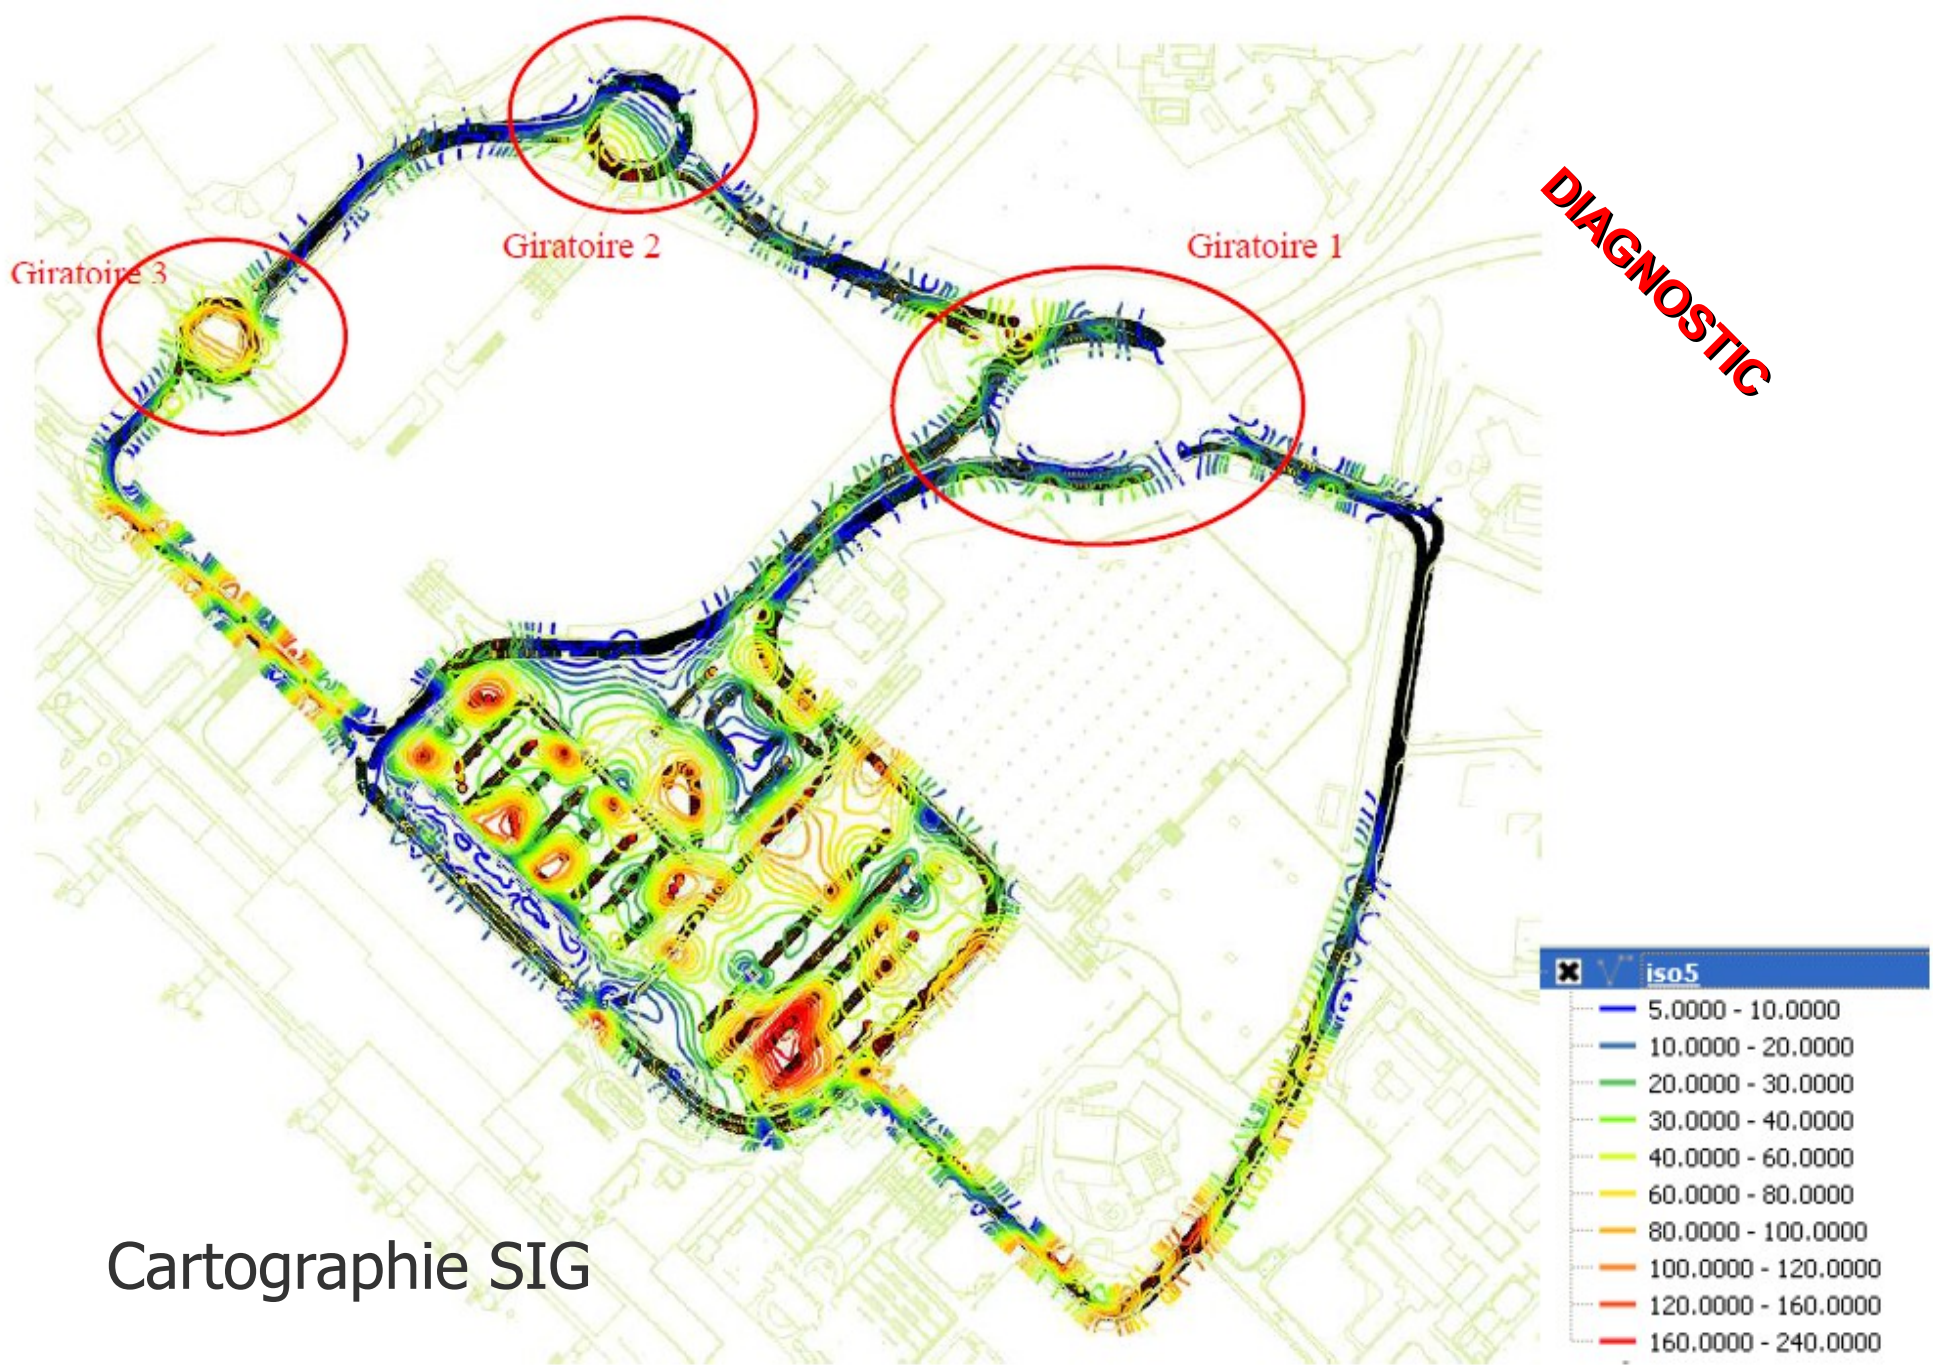 Giratoire 2
Giratoire 1
Giratoire 3
DIAGNOSTIC
iso5
5.0000 - 10.0000
10.0000 - 20.0000
20.0000 - 30.0000
30.0000 - 40.0000
40.0000 - 60.0000
60.0000 - 80.0000
80.0000 - 100.0000
100.0000 - 120.0000
120.0000 - 160.0000
160.0000 - 240.0000
Cartographie SIG